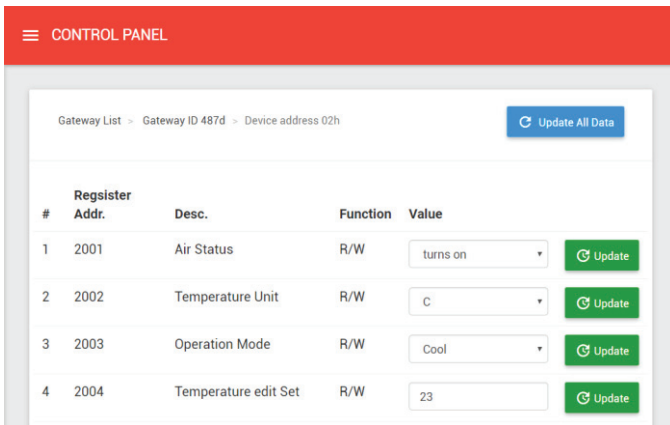 CONTROL PANEL
Gateway List > Gateway ID 487d > Device address 02h
Update All Data
# Regsister Addr. Desc. Function Value
1 2001 Air Status R/W turns on Update
2 2002 Temperature Unit R/W C Update
3 2003 Operation Mode R/W Cool Update
4 2004 Temperature edit Set R/W 23 Update